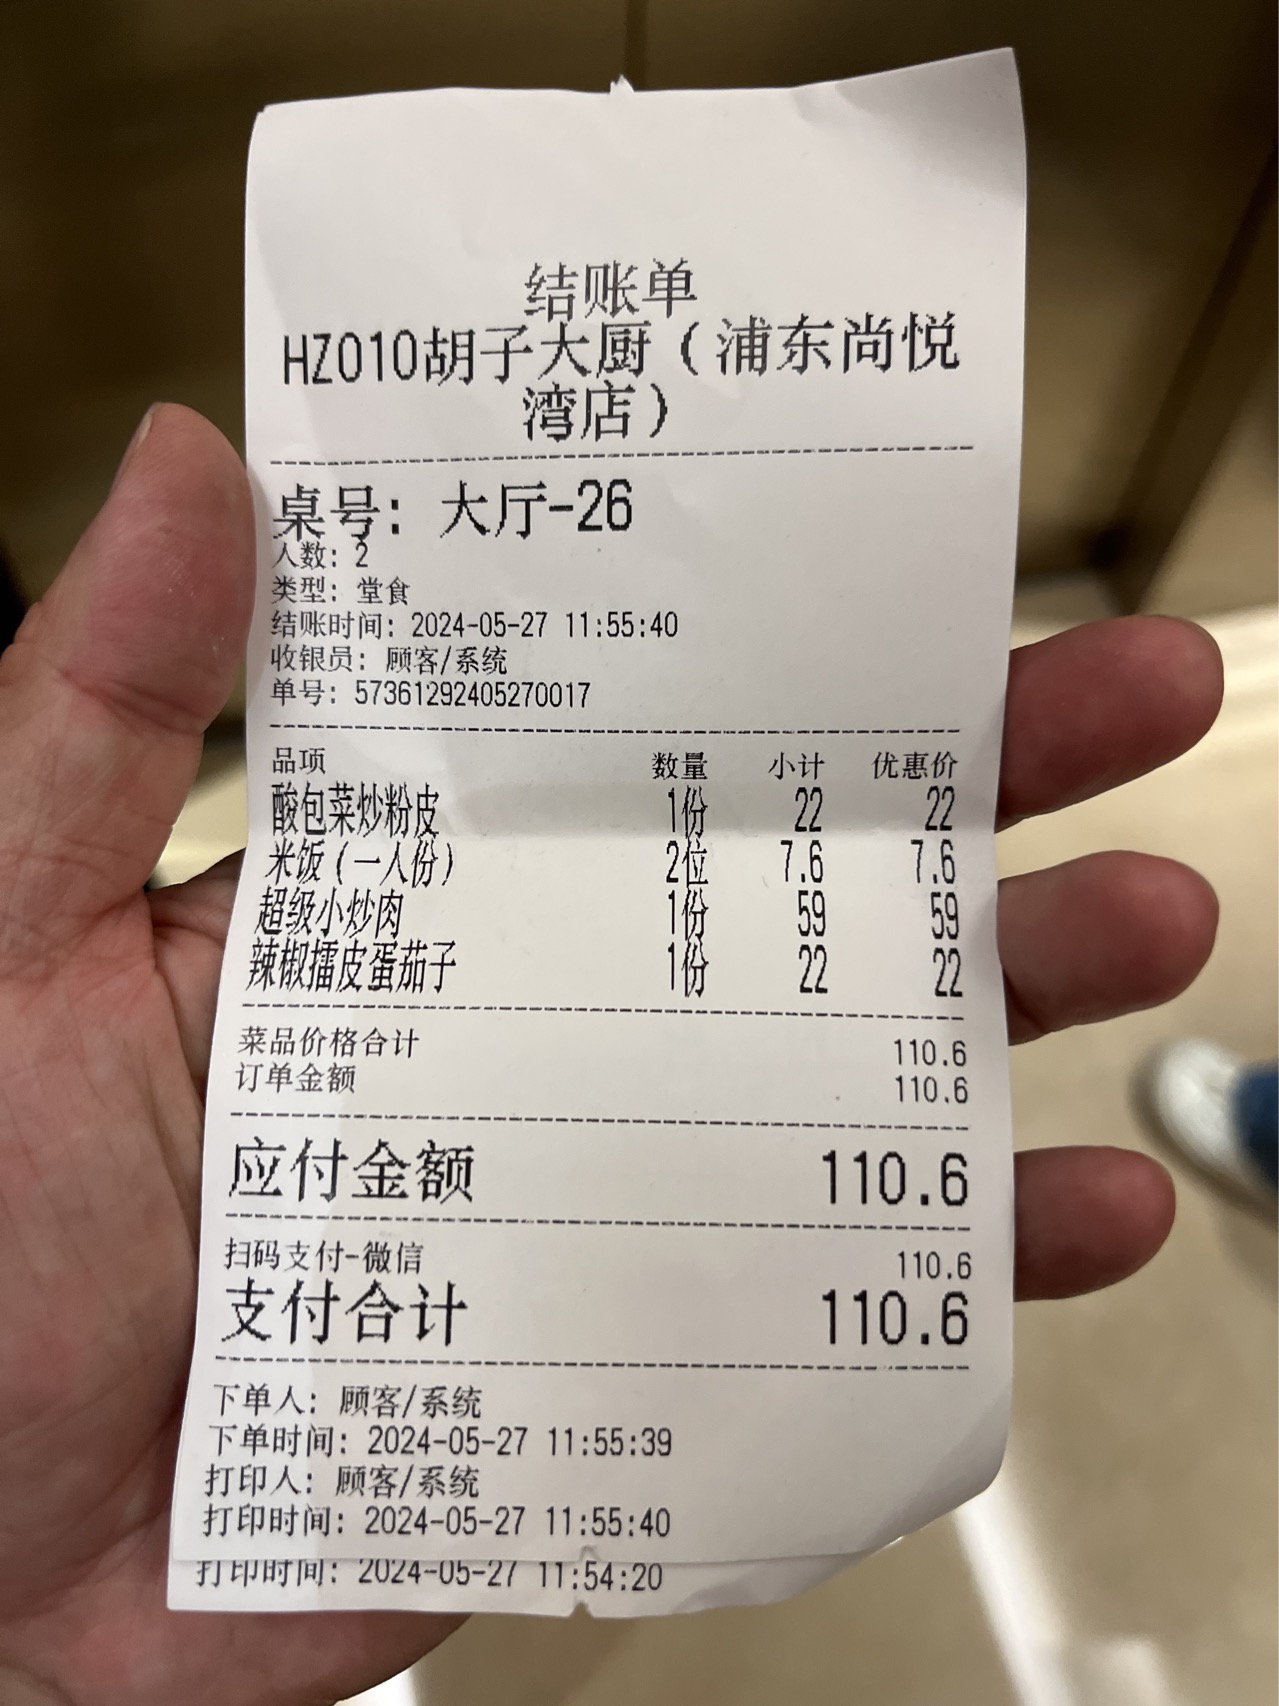 结账单
HZ010胡子大厨(浦东尚悦
湾店)
桌号: 大厅-26
人数: 2
类型: 堂食
结账时间: 2024-05-27 11:55:40
收银员: 顾客/系统
单号: 57361292405270017
品项 数量 小计 优惠价
酸包菜炒粉皮 1份 22 22
米饭(一人份) 2位 7.6 7.6
超级小炒肉 1份 59 59
辣椒擂皮蛋茄子 1份 22 22
菜品价格合计 110.6
订单金额 110.6
应付金额 110.6
扫码支付-微信 110.6
支付合计 110.6
下单人: 顾客/系统
下单时间: 2024-05-27 11:55:39
打印人: 顾客/系统
打印时间: 2024-05-27 11:55:40
打印时间: 2024-05-27 11:54:20